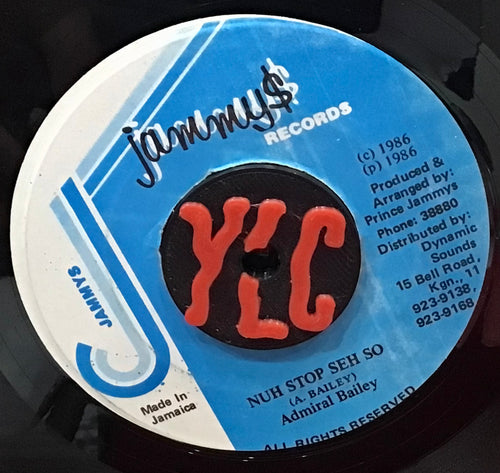 jammy$
RECORDS
(c) 1986
(P) 1986
Produced &
Arranged by:
Prince Jammys
Phone: 38880
Distributed by:
Dynamic
Sounds
15 Bell Road,
Kgn., 11
923-9138,
923-9168
YLC
JAMMYS
Made In
Jamaica
NUH STOP SEH SO
(A. BAILEY)
Admiral Bailey
ALL RIGHTS RESERVED